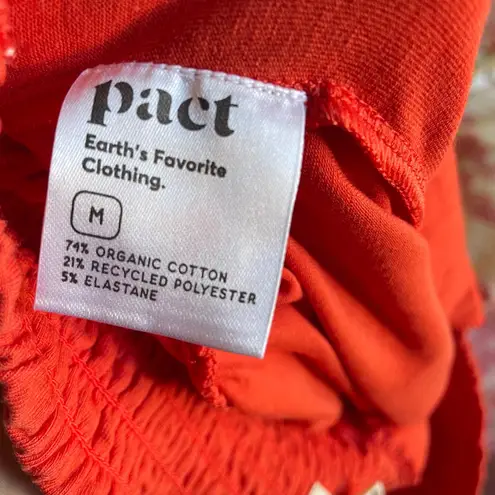 pact
Earth's Favorite
Clothing.
M
74% ORGANIC COTTON
21% RECYCLED POLYESTER
5% ELASTANE